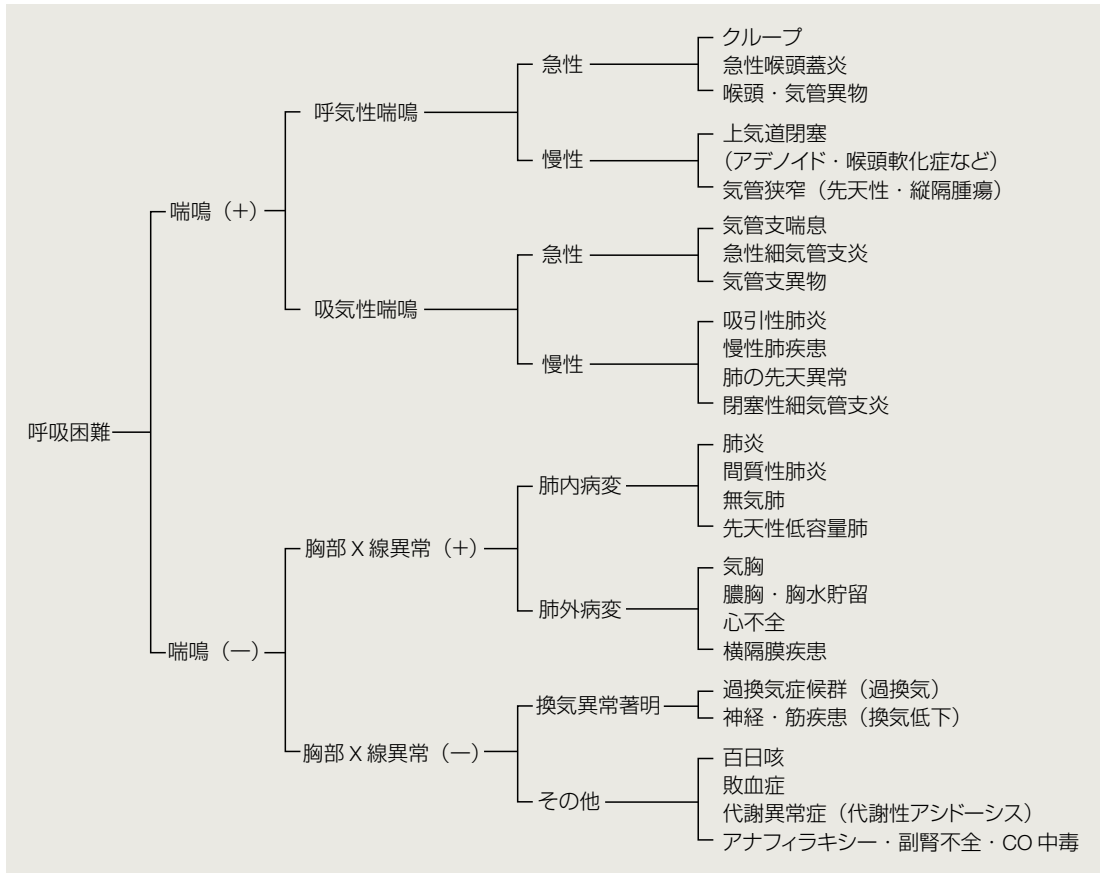 呼吸困難
喘鳴（＋）
呼気性喘鳴
急性
クループ
急性喉頭蓋炎
喉頭・気管異物
慢性
上気道閉塞
（アデノイド・喉頭軟化症など）
気管狭窄（先天性・縦隔腫瘍）
吸気性喘鳴
急性
気管支喘息
急性細気管支炎
気管支異物
慢性
吸引性肺炎
慢性肺疾患
肺の先天異常
閉塞性細気管支炎
喘鳴（―）
胸部X線異常（＋）
肺内病変
肺炎
間質性肺炎
無気肺
先天性低容量肺
肺外病変
気胸
膿胸・胸水貯留
心不全
横隔膜疾患
胸部X線異常（―）
換気異常著明
過換気症候群（過換気）
神経・筋疾患（換気低下）
その他
百日咳
敗血症
代謝異常症（代謝性アシドーシス）
アナフィラキシー・副腎不全・CO中毒